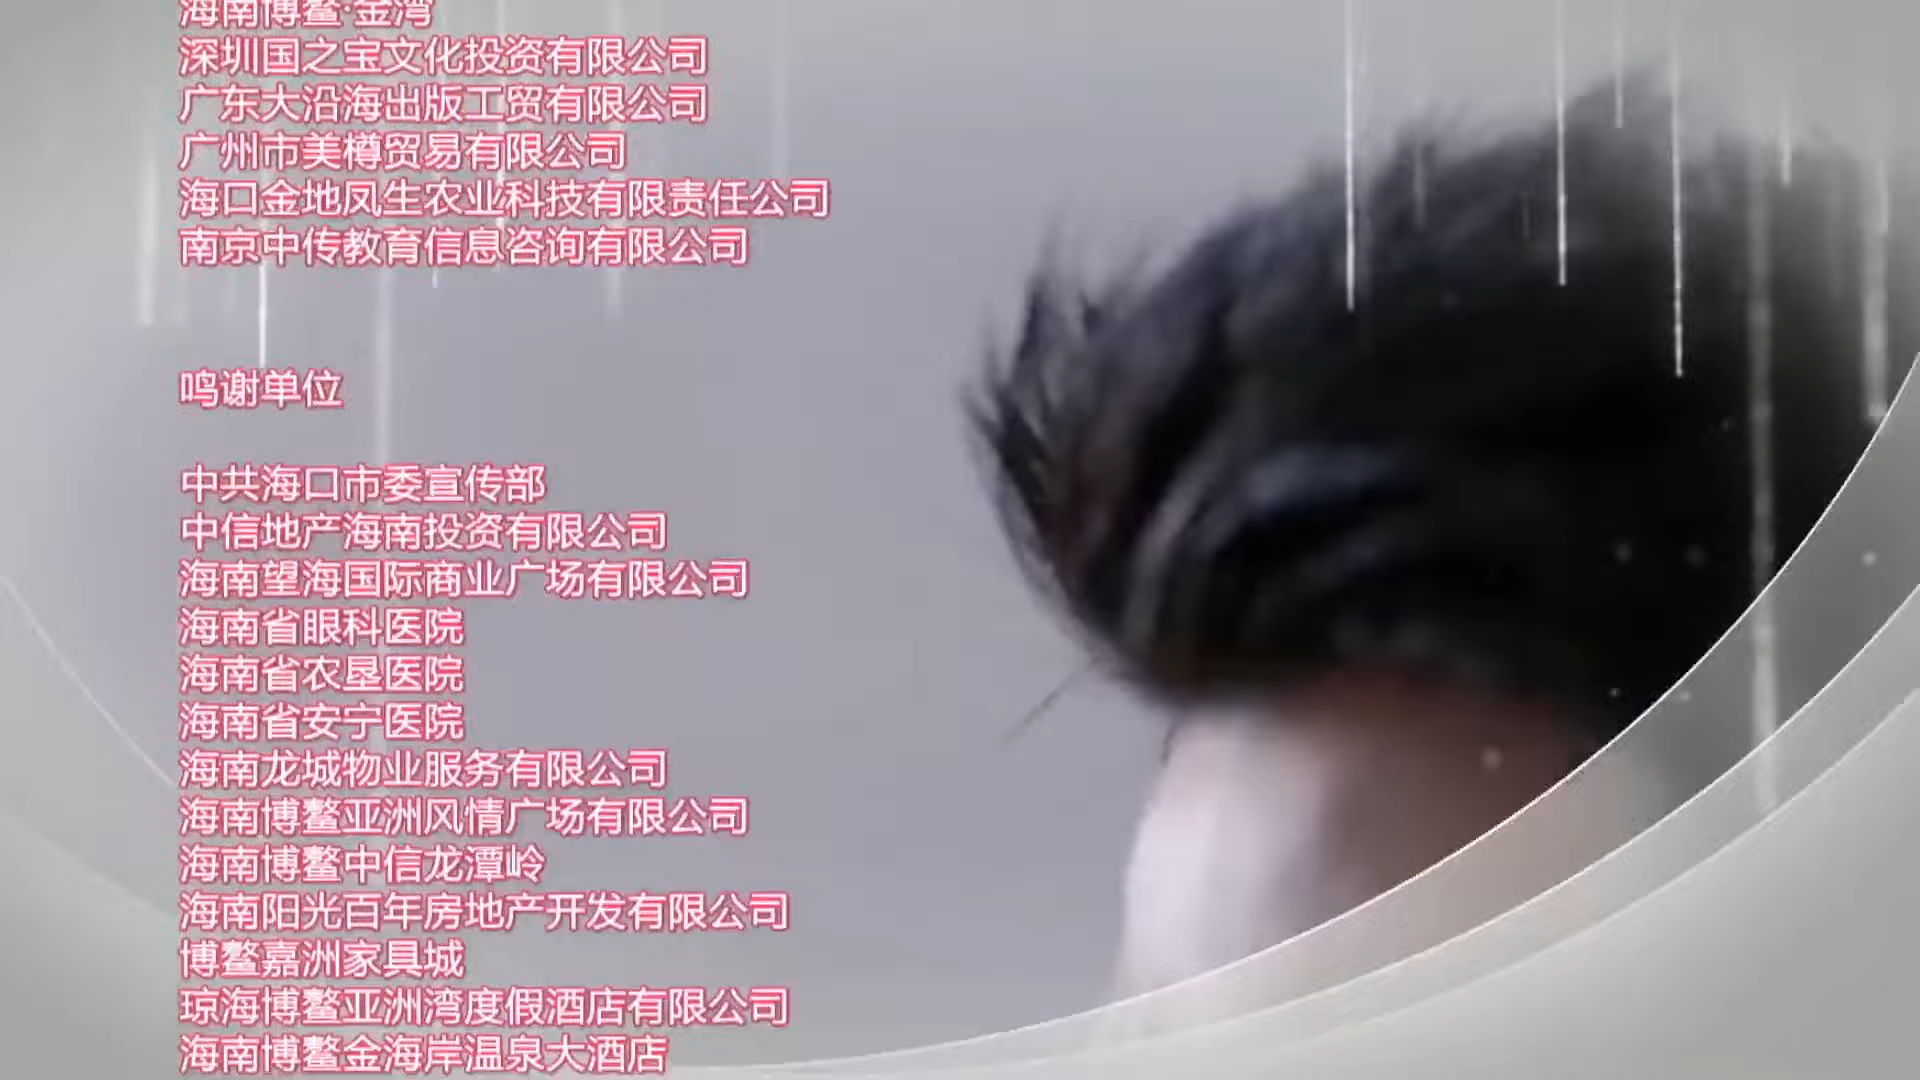 海南博鳌·金湾
深圳国之宝文化投资有限公司
广东大沿海出版工贸有限公司
广州市美樽贸易有限公司
海口金地凤生农业科技有限责任公司
南京中传教育信息咨询有限公司
鸣谢单位
中共海口市委宣传部
中信地产海南投资有限公司
海南望海国际商业广场有限公司
海南省眼科医院
海南省农垦医院
海南省安宁医院
海南龙城物业服务有限公司
海南博鳌亚洲风情广场有限公司
海南博鳌中信龙潭岭
海南阳光百年房地产开发有限公司
博鳌嘉洲家具城
琼海博鳌亚洲湾度假酒店有限公司
海南博鳌金海岸温泉大酒店